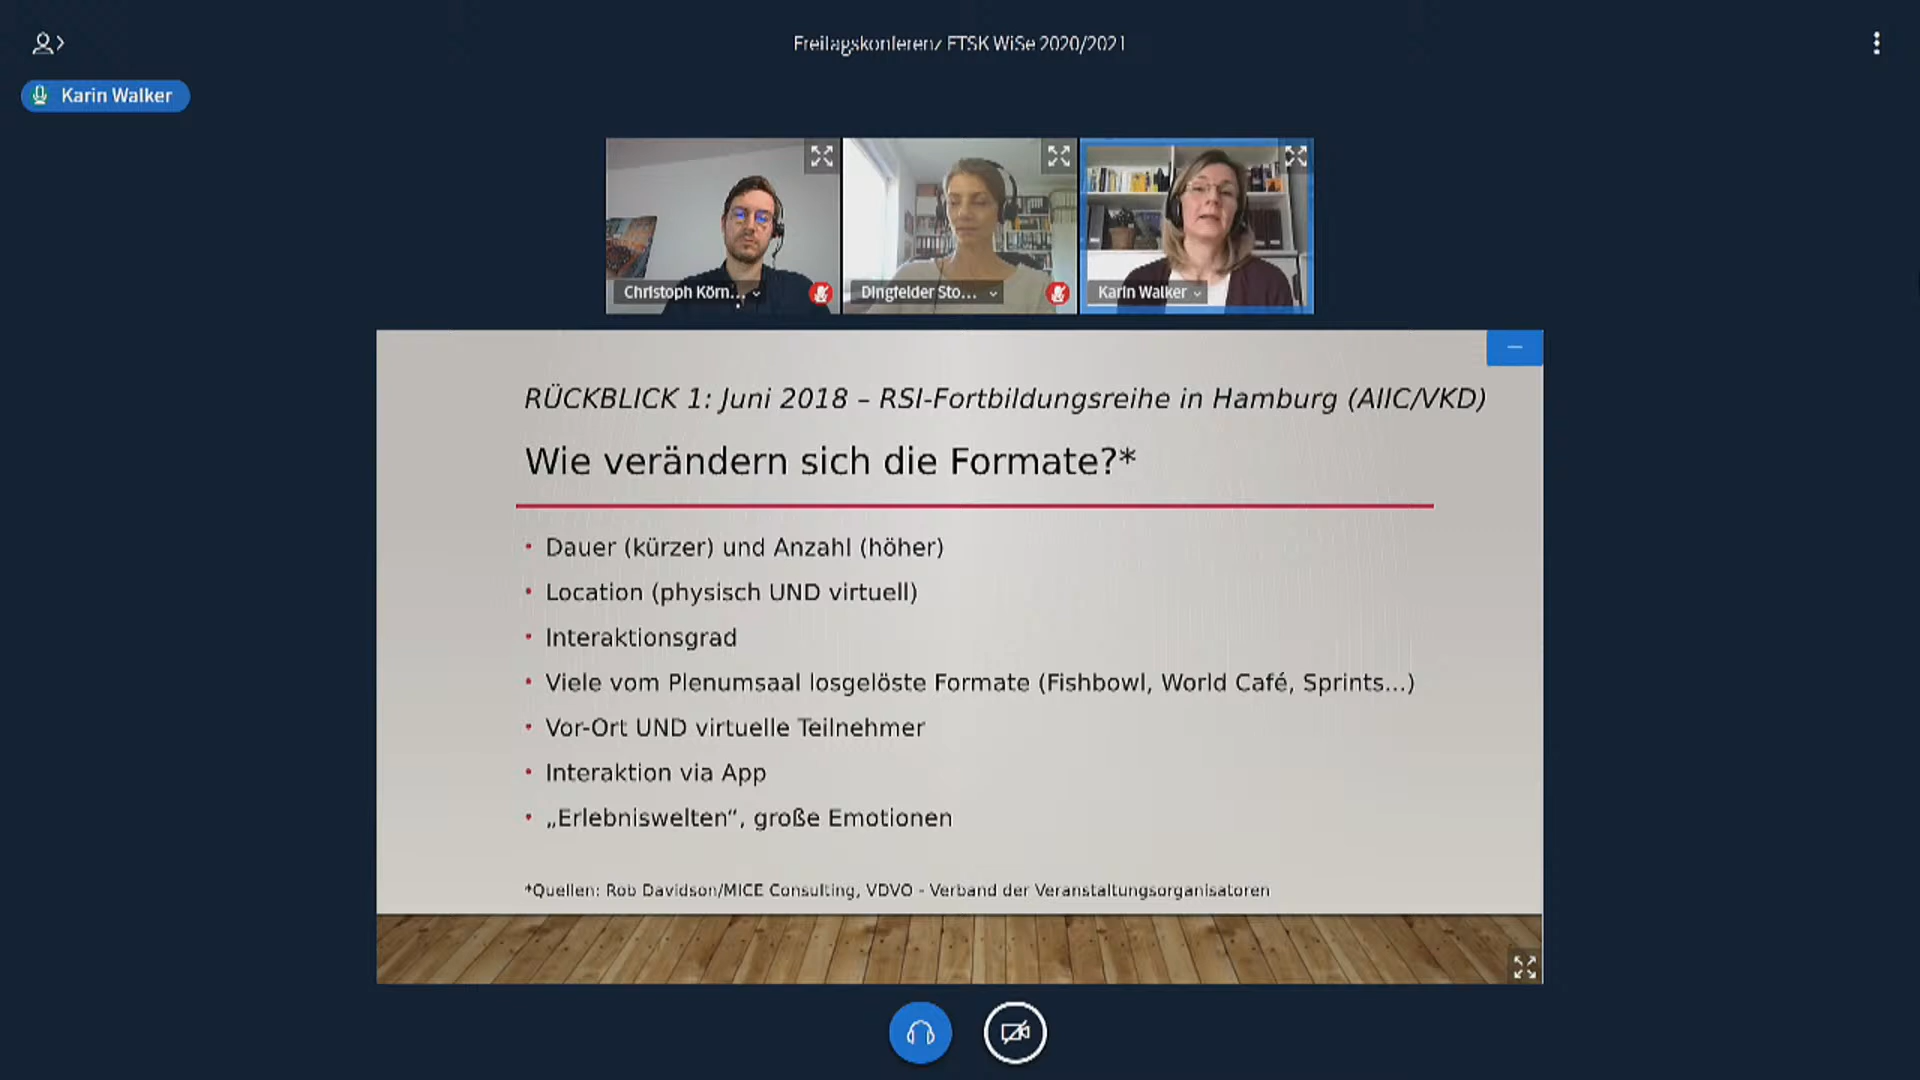 Freitagskonferenz FTSK WiSe 2020/2021
Karin Walker
Christoph Körn...
Dingfelder Sto...
Karin Walker
RÜCKBLICK 1: Juni 2018 – RSI-Fortbildungsreihe in Hamburg (AIIC/VKD)
Wie verändern sich die Formate?*
• Dauer (kürzer) und Anzahl (höher)
• Location (physisch UND virtuell)
• Interaktionsgrad
• Viele vom Plenumsaal losgelöste Formate (Fishbowl, World Café, Sprints...)
• Vor-Ort UND virtuelle Teilnehmer
• Interaktion via App
• „Erlebniswelten“, große Emotionen
*Quellen: Rob Davidson/MICE Consulting, VDVO - Verband der Veranstaltungsorganisatoren